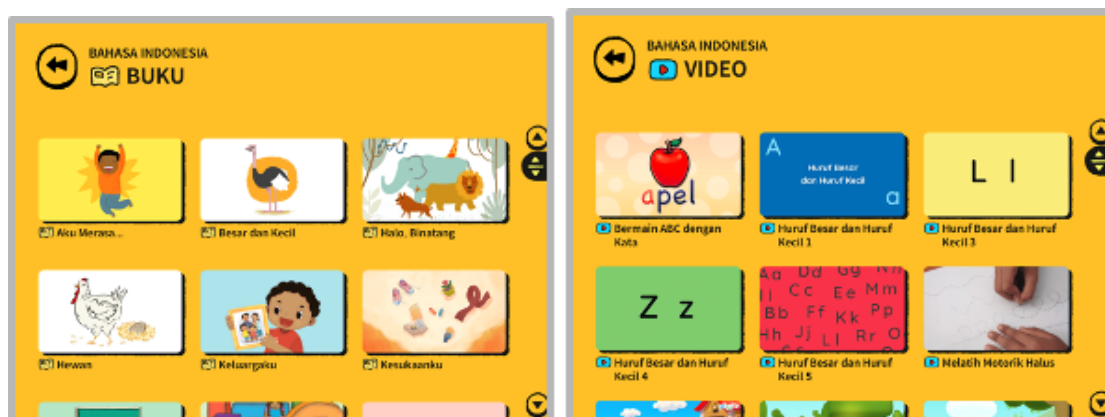 BAHASA INDONESIA
BUKU
Aku Merasa...
Besar dan Kecil
Halo, Binatang
Hewan
Keluargaku
Kesukaanku
BAHASA INDONESIA
VIDEO
apel
A
Huruf Besar
dan Huruf Kecil
a
L l
Bermain ABC dengan
Kata
Huruf Besar dan Huruf
Kecil 1
Huruf Besar dan Huruf
Kecil 3
Z z
Aa Dd Gg
Cc Ee Mm
Bb Ff Kk Pp
Hh Jj Ll Rr O
Huruf Besar dan Huruf
Kecil 4
Huruf Besar dan Huruf
Kecil 5
Melatih Motorik Halus